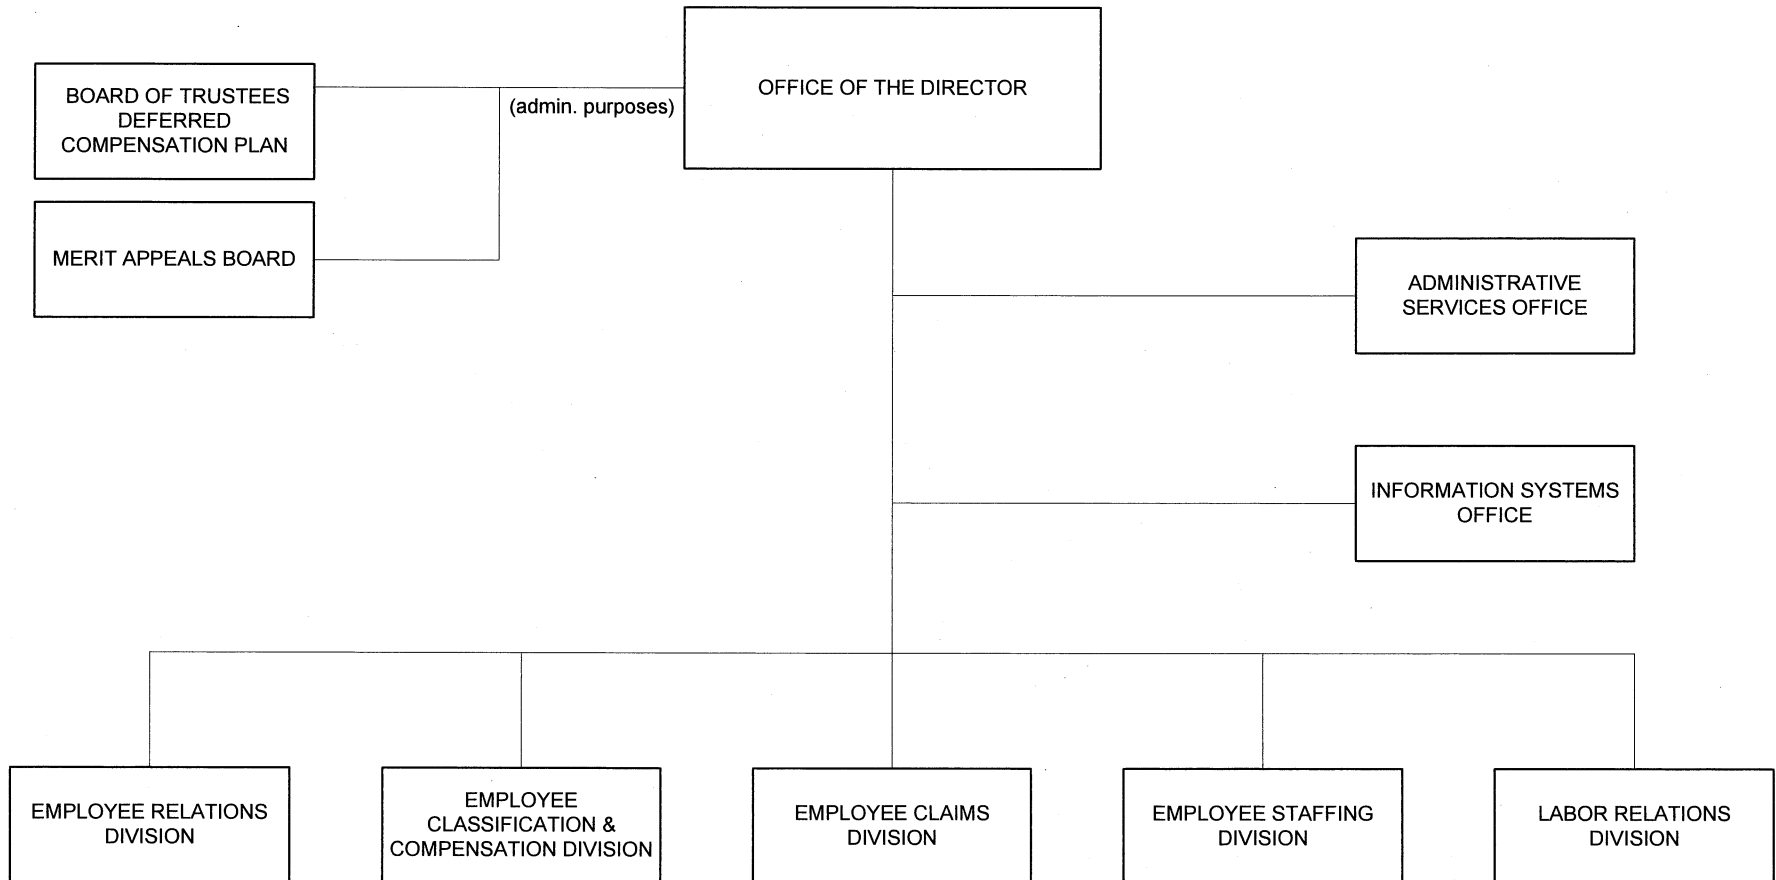 OFFICE OF THE DIRECTOR
BOARD OF TRUSTEES
DEFERRED
COMPENSATION PLAN
(admin. purposes)
MERIT APPEALS BOARD
ADMINISTRATIVE
SERVICES OFFICE
INFORMATION SYSTEMS
OFFICE
EMPLOYEE RELATIONS
DIVISION
EMPLOYEE
CLASSIFICATION &
COMPENSATION DIVISION
EMPLOYEE CLAIMS
DIVISION
EMPLOYEE STAFFING
DIVISION
LABOR RELATIONS
DIVISION